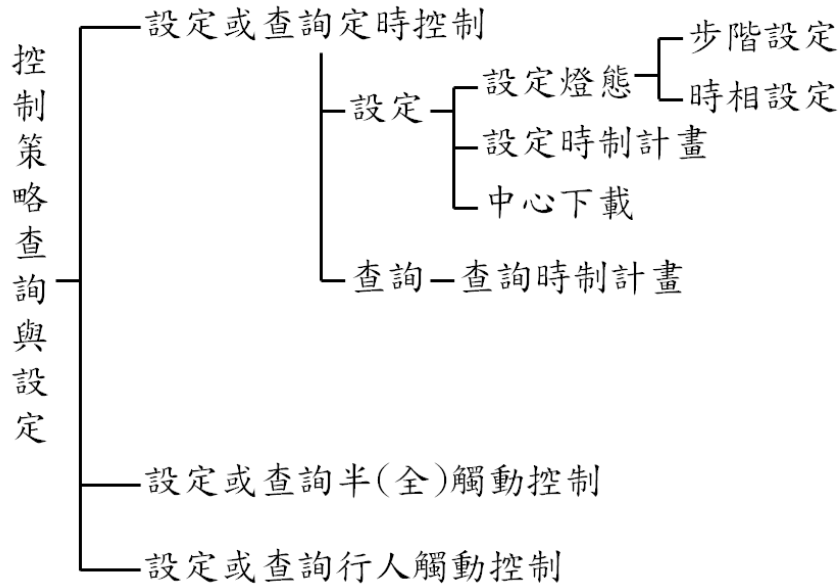 控制策略查詢與設定
設定或查詢定時控制
設定
設定燈態
步階設定
時相設定
設定時制計畫
中心下載
查詢
查詢時制計畫
設定或查詢半(全)觸動控制
設定或查詢行人觸動控制